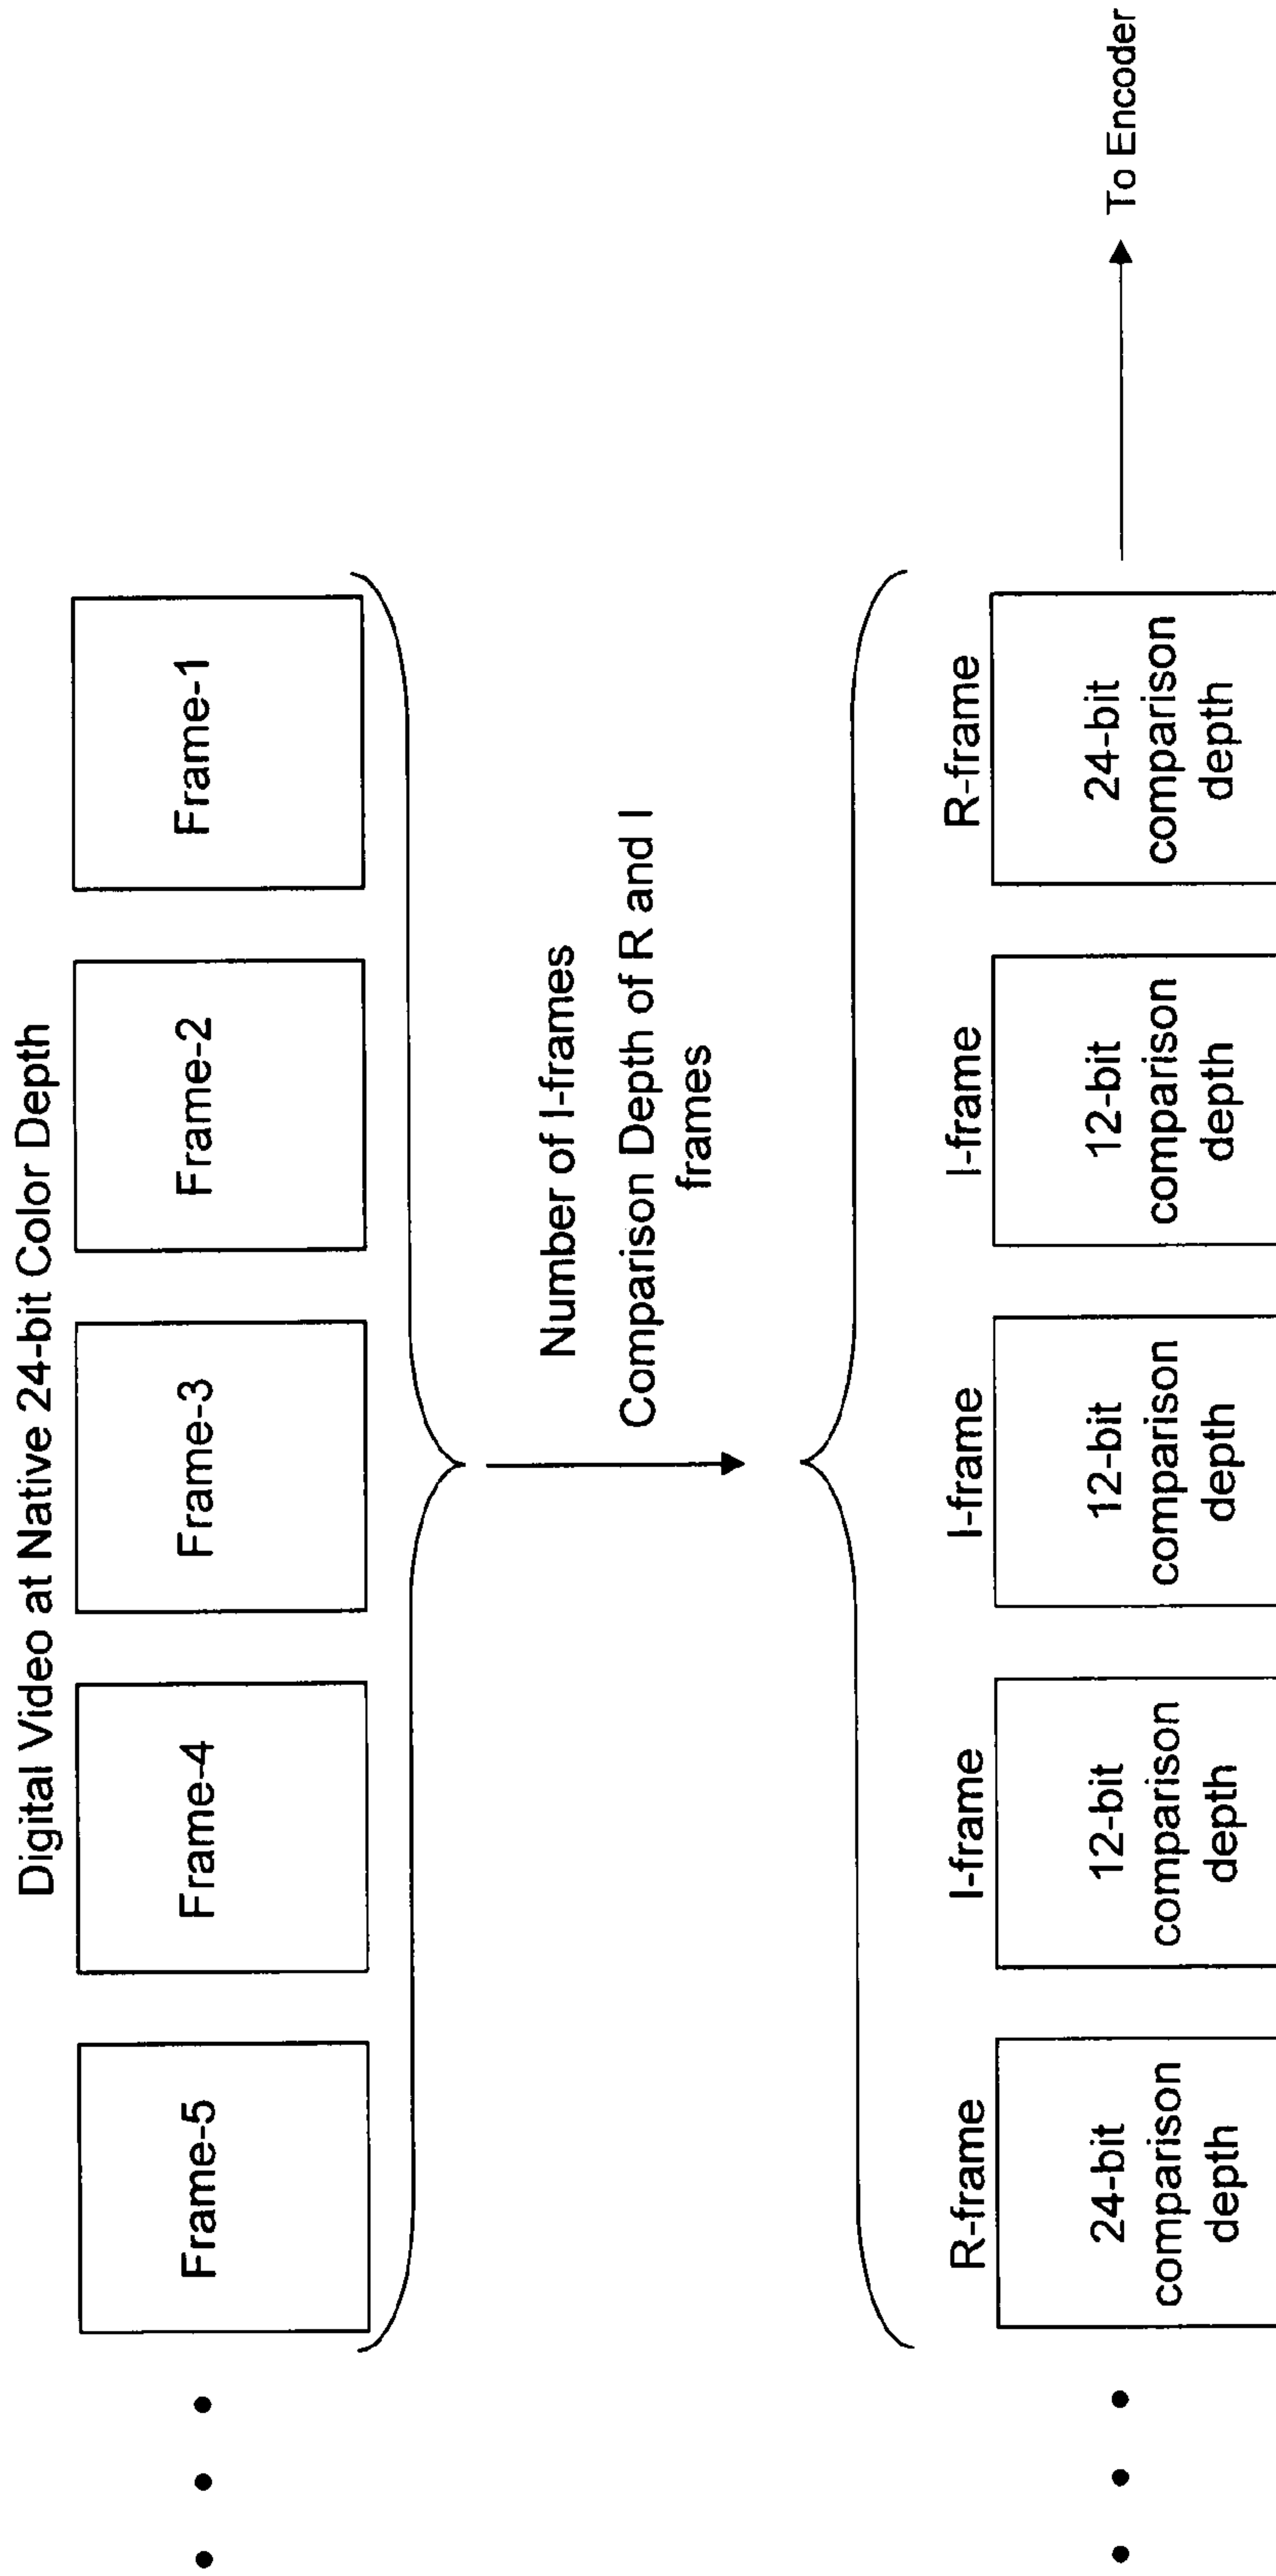 Digital Video at Native 24-bit Color Depth
Frame-5
Frame-4
Frame-3
Frame-2
Frame-1
Number of I-frames
Comparison Depth of R and I
frames
R-frame
I-frame
I-frame
I-frame
R-frame
24-bit
comparison
depth
12-bit
comparison
depth
12-bit
comparison
depth
12-bit
comparison
depth
24-bit
comparison
depth
To Encoder